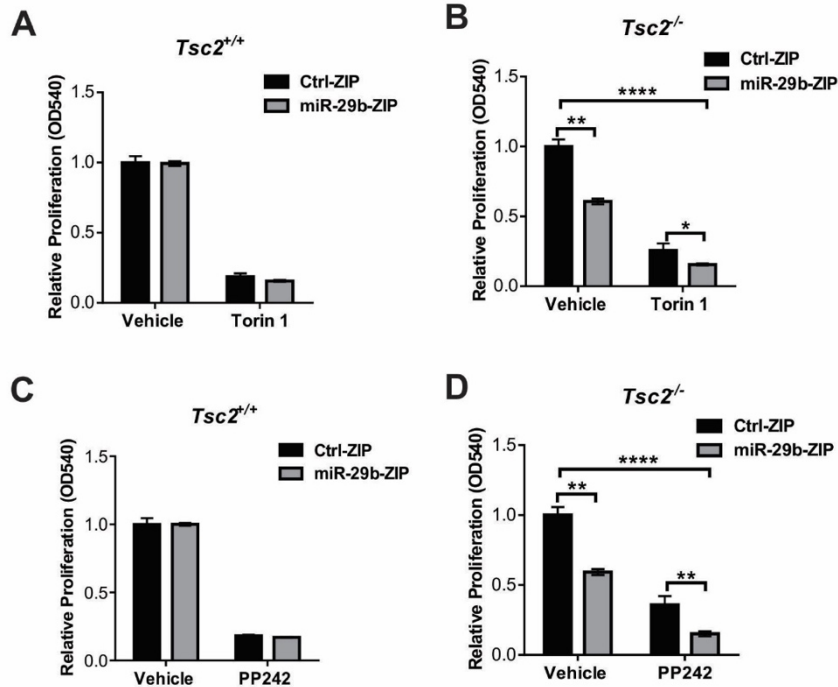 A
Tsc2+/+
Ctrl-ZIP
miR-29b-ZIP
Relative Proliferation (OD540)
1.5
1.0
0.5
0.0
Vehicle Torin 1
B
Tsc2-/-
Ctrl-ZIP
miR-29b-ZIP
Relative Proliferation (OD540)
1.5
1.0
0.5
0.0
****
**
*
Vehicle Torin 1
C
Tsc2+/+
Ctrl-ZIP
miR-29b-ZIP
Relative Proliferation (OD540)
1.5
1.0
0.5
0.0
Vehicle PP242
D
Tsc2-/-
Ctrl-ZIP
miR-29b-ZIP
Relative Proliferation (OD540)
1.5
1.0
0.5
0.0
****
**
**
Vehicle PP242